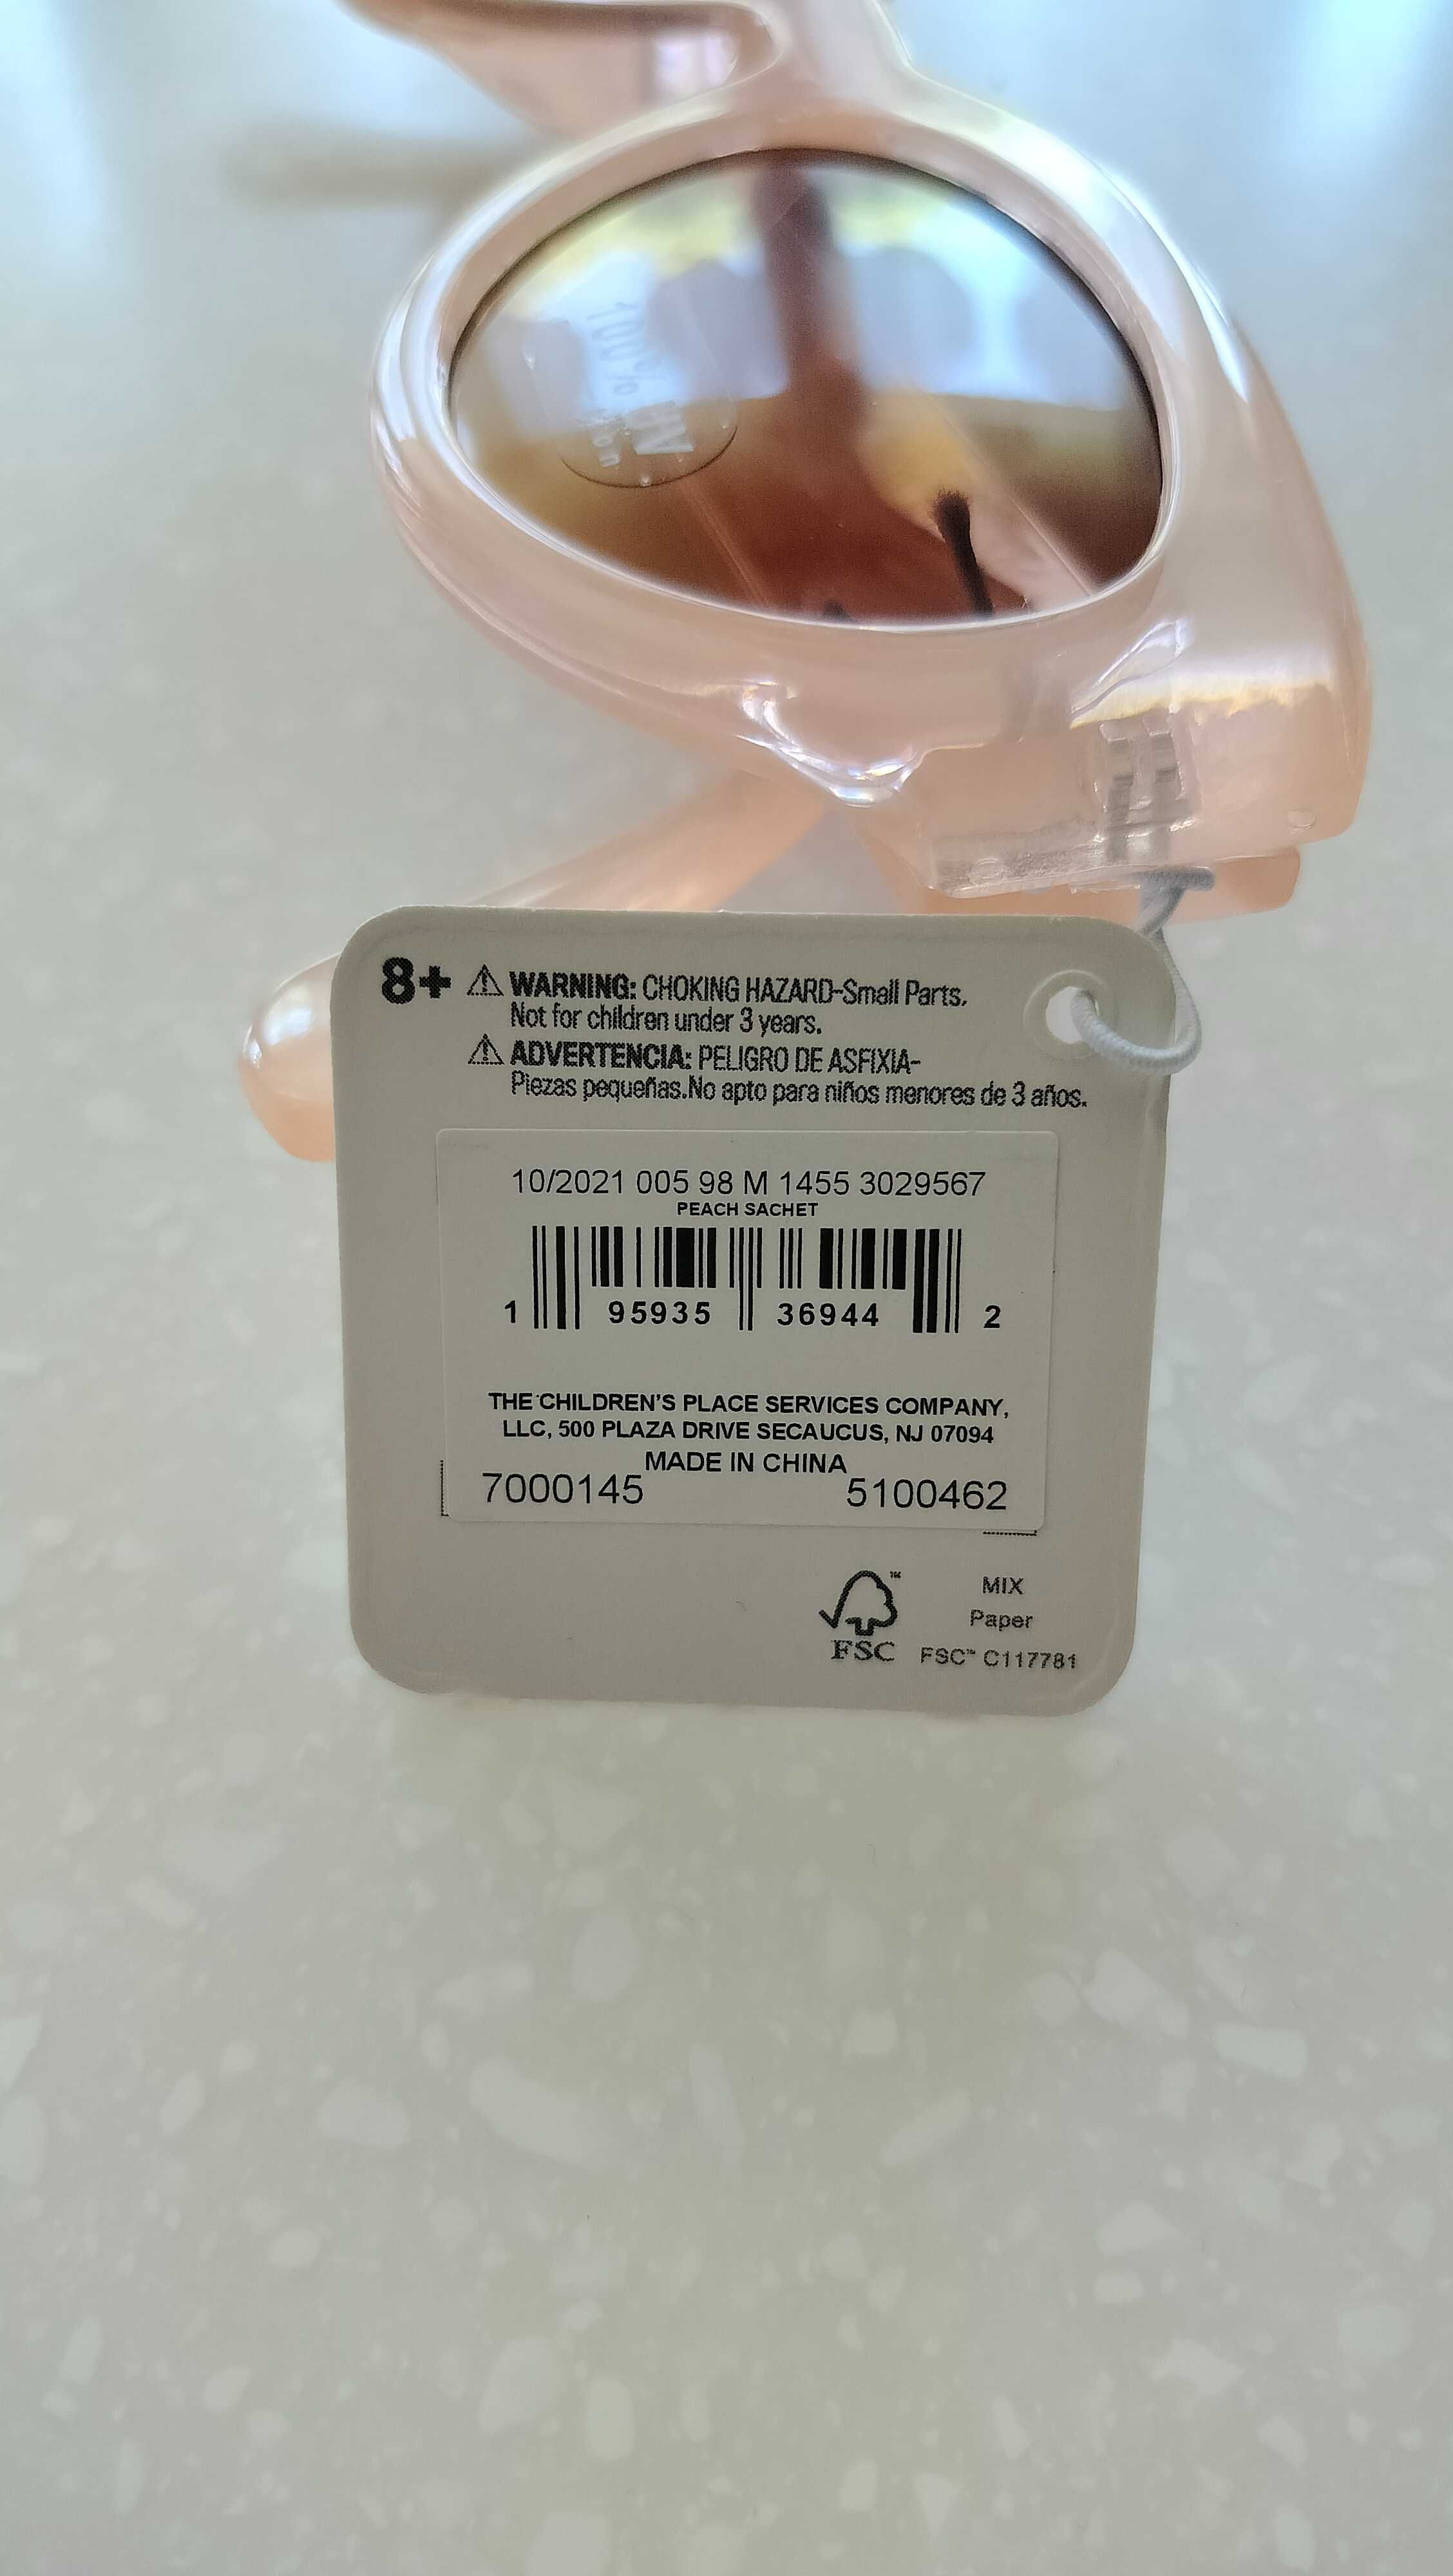 100%
UV
8+ ⚠ WARNING: CHOKING HAZARD-Small Parts.
Not for children under 3 years.
⚠ ADVERTENCIA: PELIGRO DE ASFIXIA-
Piezas pequeñas.No apto para niños menores de 3 años.
10/2021 005 98 M 1455 3029567
PEACH SACHET
1 95935 36944 2
THE CHILDREN'S PLACE SERVICES COMPANY,
LLC, 500 PLAZA DRIVE SECAUCUS, NJ 07094
MADE IN CHINA
7000145 5100462
MIX
Paper
FSC™ C117781
™
FSC